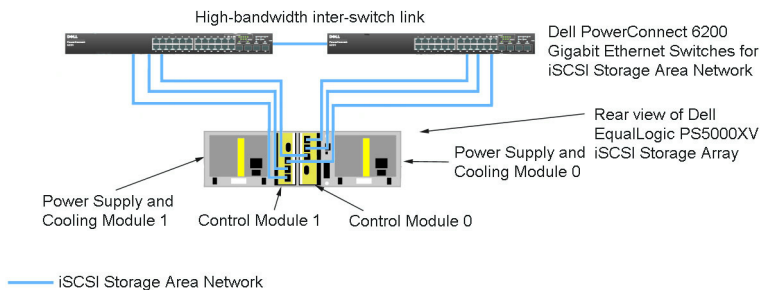 High-bandwidth inter-switch link
DELL
DELL
Dell PowerConnect 6200
Gigabit Ethernet Switches for
iSCSI Storage Area Network
Rear view of Dell
EqualLogic PS5000XV
iSCSI Storage Array
Power Supply and
Cooling Module 0
Power Supply and
Cooling Module 1
Control Module 1
Control Module 0
iSCSI Storage Area Network